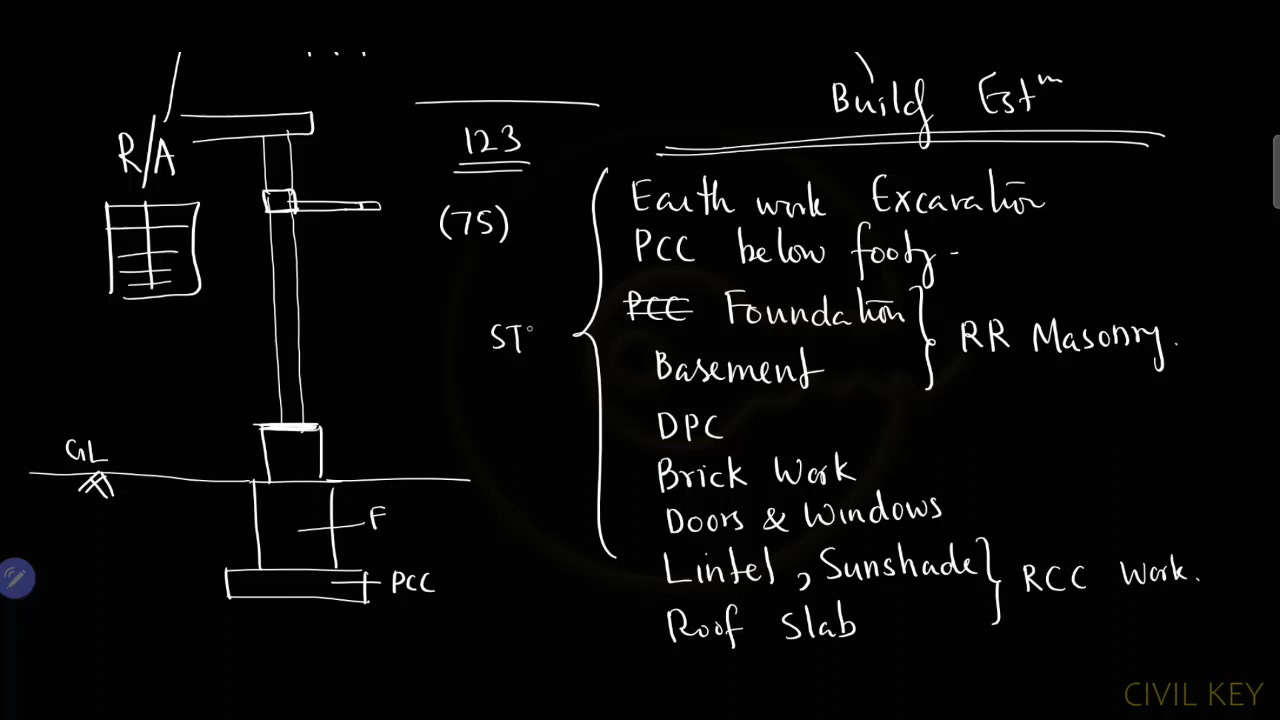 Build Estm
R/A
123
(75)
Earth work Excavation
PCC below footg -
PCC Foundation
Basement
RR Masonry.
ST
DPC
GL
Brick Work
Doors & Windows
F
Lintel, Sunshade
Roof slab
RCC Work.
PCC
CIVIL KEY